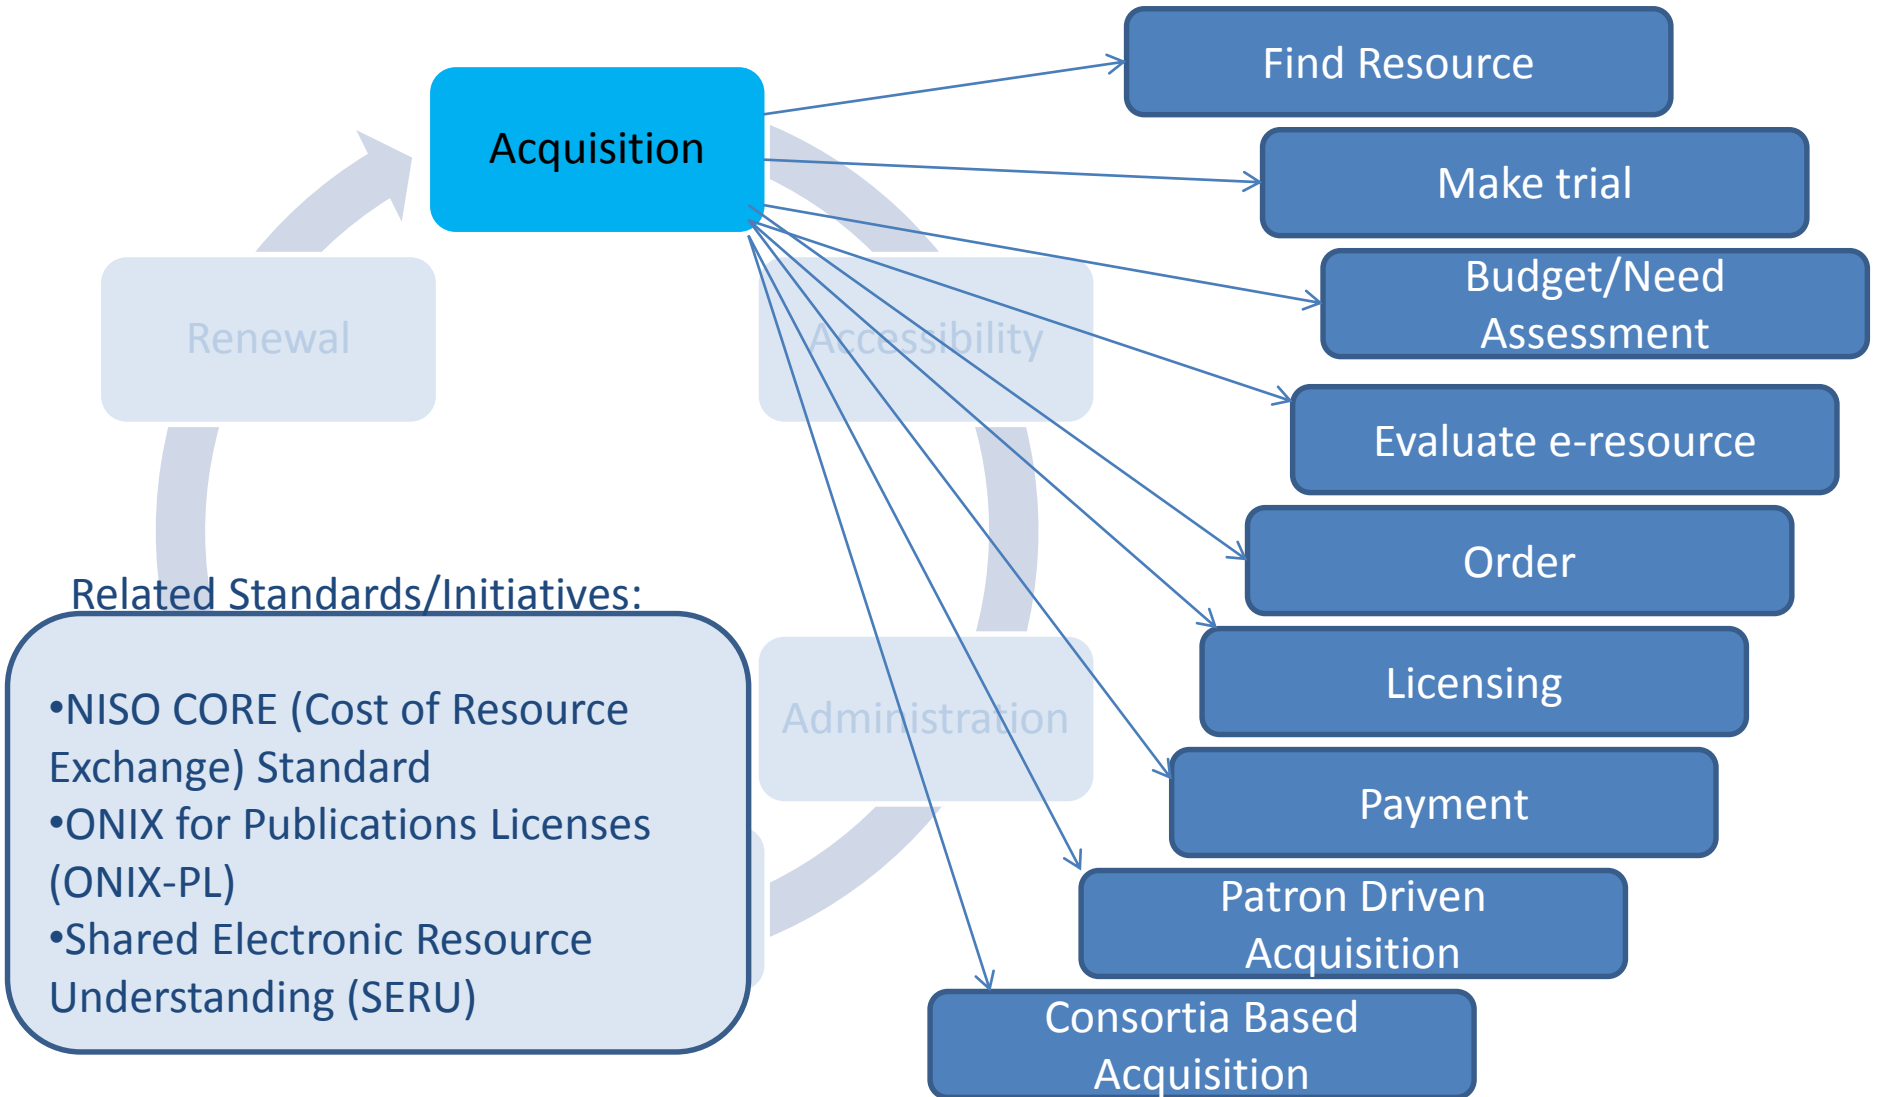 Acquisition
Renewal
Accessibility
Administration
Find Resource
Make trial
Budget/Need
Assessment
Evaluate e-resource
Order
Licensing
Payment
Patron Driven
Acquisition
Consortia Based
Acquisition
Related Standards/Initiatives:
•NISO CORE (Cost of Resource
Exchange) Standard
•ONIX for Publications Licenses
(ONIX-PL)
•Shared Electronic Resource
Understanding (SERU)